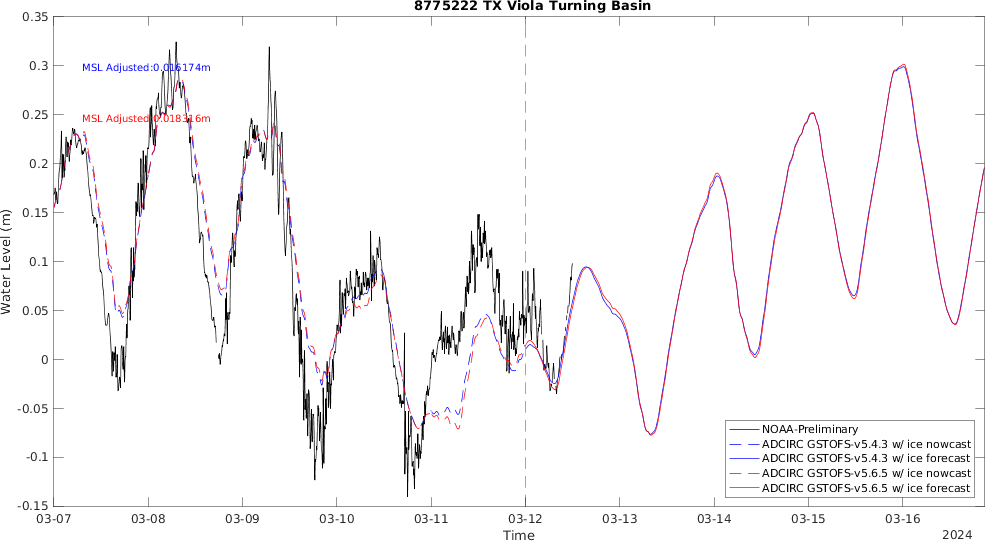 8775222 TX Viola Turning Basin
0.35
0.3
0.25
0.2
0.15
0.1
0.05
0
-0.05
-0.1
-0.15
Water Level (m)
MSL Adjusted:0.016174m
MSL Adjusted:0.018316m
NOAA-Preliminary
ADCIRC GSTOFS-v5.4.3 w/ ice nowcast
ADCIRC GSTOFS-v5.4.3 w/ ice forecast
ADCIRC GSTOFS-v5.6.5 w/ ice nowcast
ADCIRC GSTOFS-v5.6.5 w/ ice forecast
03-07 03-08 03-09 03-10 03-11 03-12 03-13 03-14 03-15 03-16
Time
2024